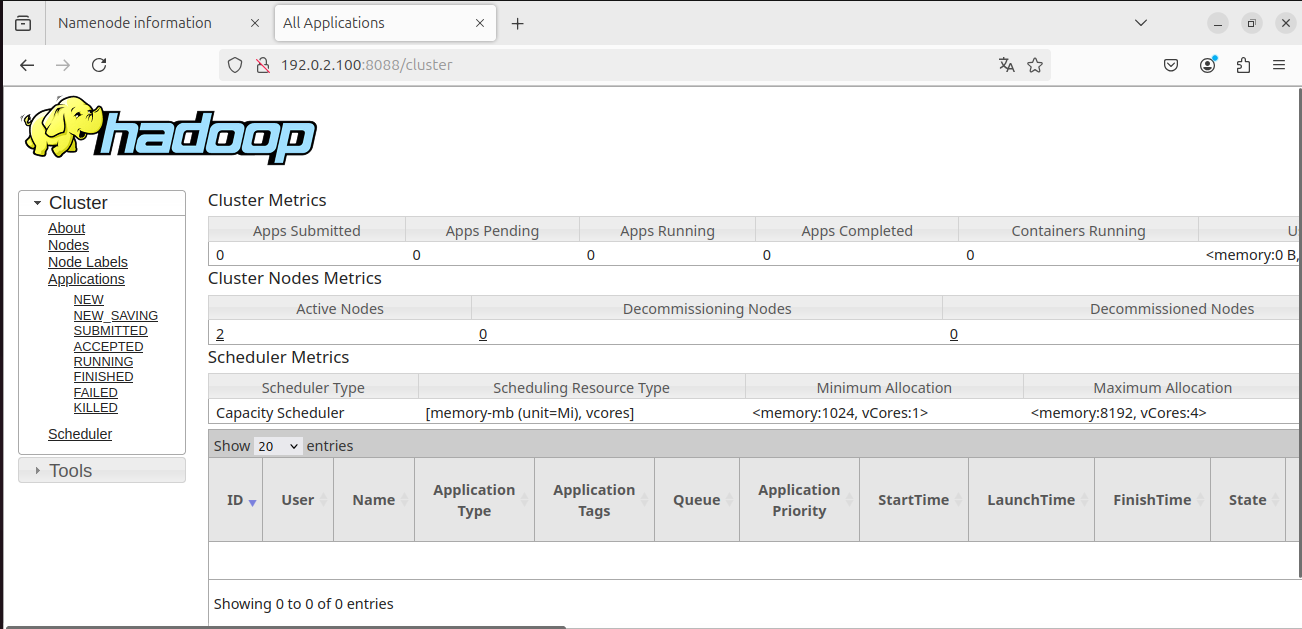 Namenode information
All Applications
192.0.2.100:8088/cluster
hadoop
Cluster
About
Nodes
Node Labels
Applications
NEW
NEW_SAVING
SUBMITTED
ACCEPTED
RUNNING
FINISHED
FAILED
KILLED
Scheduler
Tools
Cluster Metrics
Apps Submitted Apps Pending Apps Running Apps Completed Containers Running U
0 0 0 0 0 <memory:0 B,
Cluster Nodes Metrics
Active Nodes Decommissioning Nodes Decommissioned Nodes
2 0 0
Scheduler Metrics
Scheduler Type Scheduling Resource Type Minimum Allocation Maximum Allocation
Capacity Scheduler [memory-mb (unit=Mi), vcores] <memory:1024, vCores:1> <memory:8192, vCores:4>
Show 20 entries
ID User Name Application Type Application Tags Queue Application Priority StartTime LaunchTime FinishTime State
Showing 0 to 0 of 0 entries